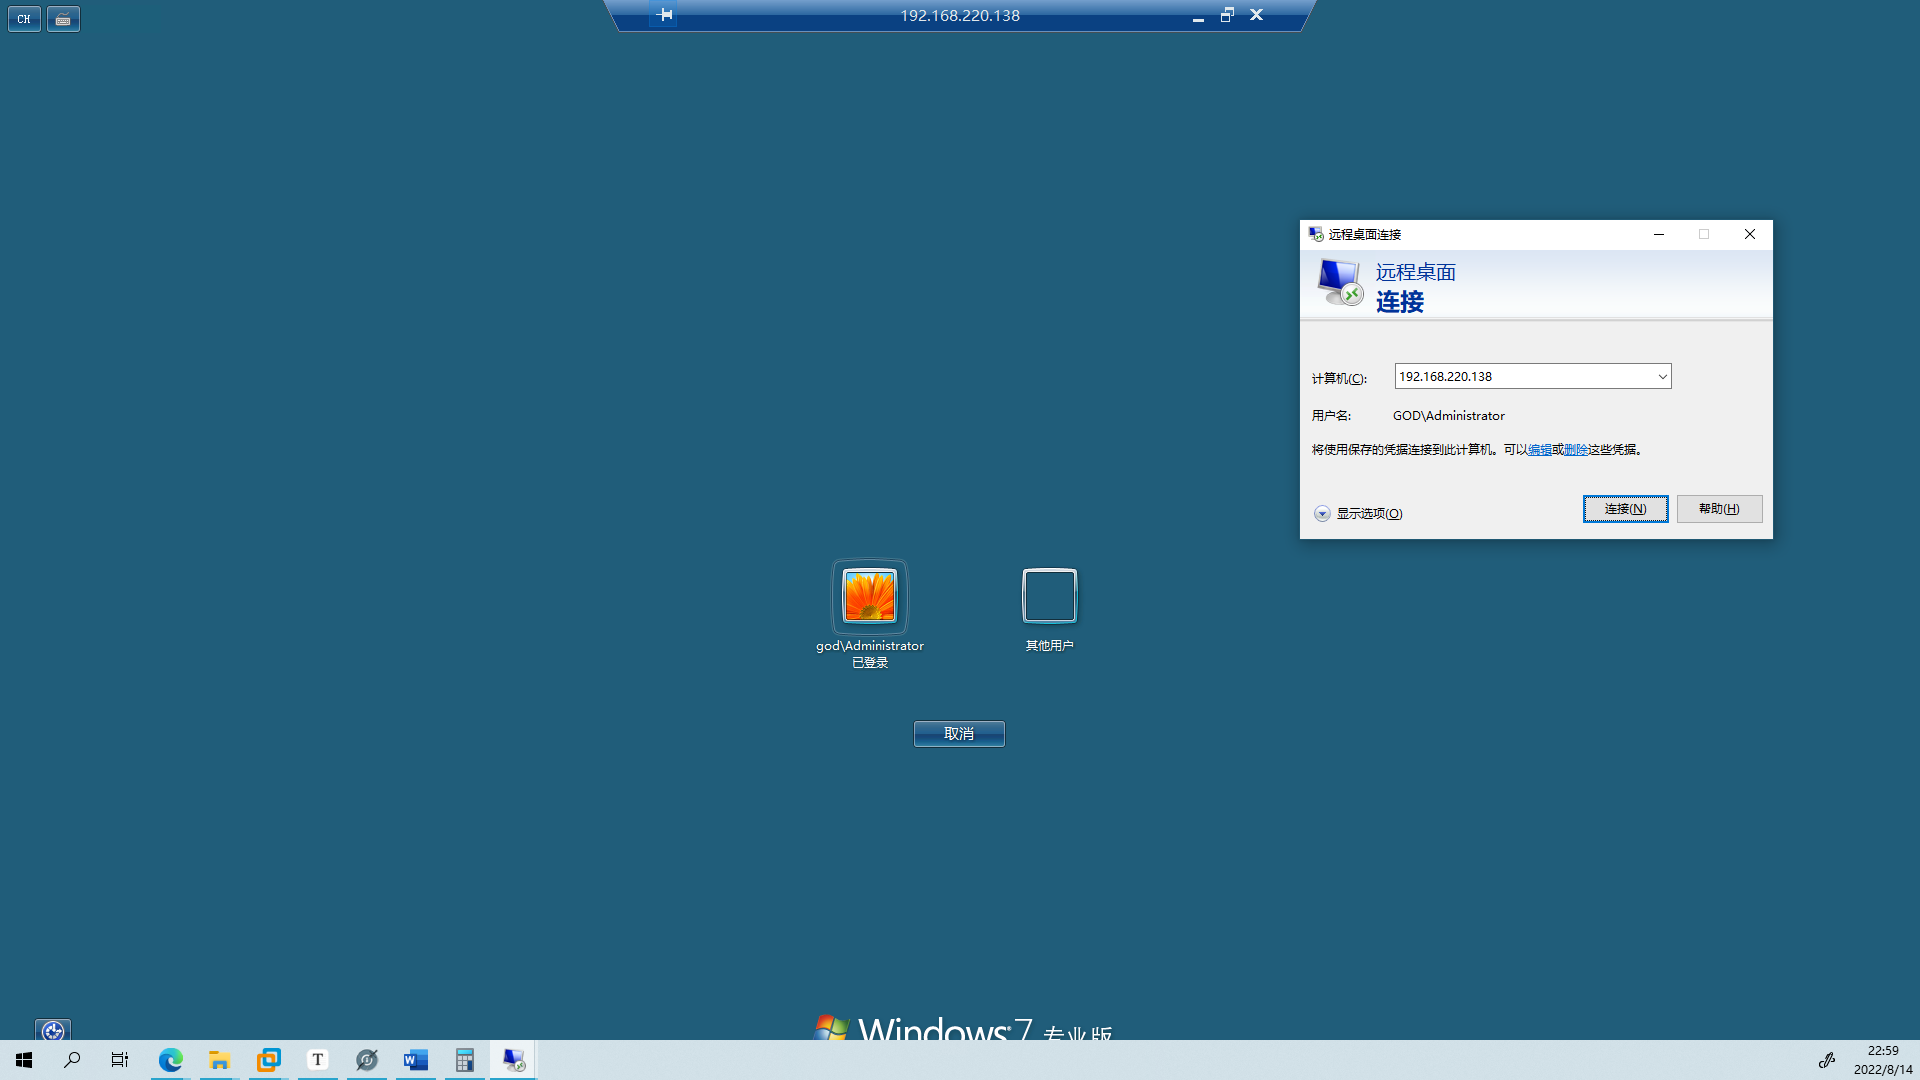 CH
192.168.220.138
远程桌面连接
远程桌面
连接
计算机(C):
192.168.220.138
用户名:
GOD\Administrator
将使用保存的凭据连接到此计算机。可以编辑或删除这些凭据。
显示选项(O)
连接(N)
帮助(H)
god\Administrator
已登录
其他用户
取消
Windows 7 专业版
T
22:59
2022/8/14